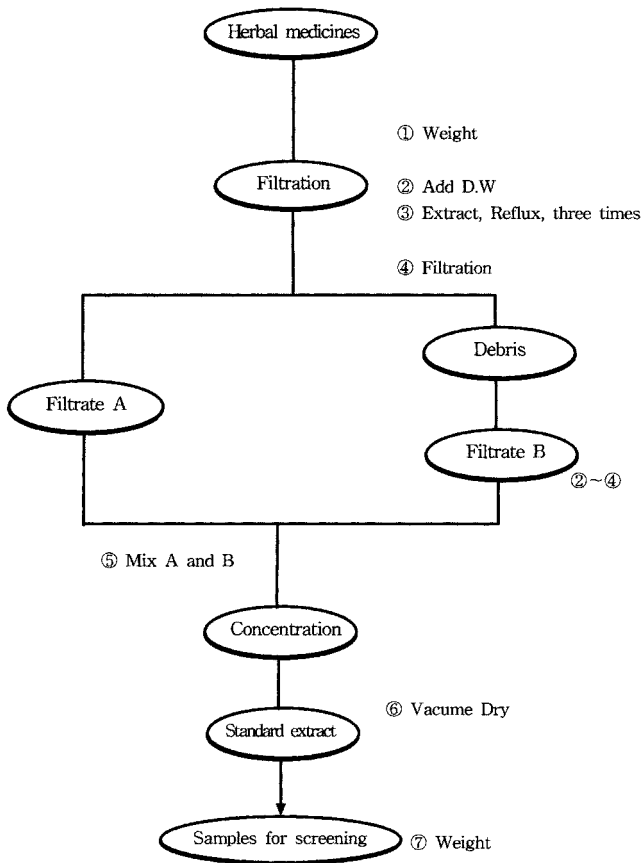 Herbal medicines
① Weight
Filtration
② Add D.W
③ Extract, Reflux, three times
④ Filtration
Debris
Filtrate A
Filtrate B
②～④
⑤ Mix A and B
Concentration
⑥ Vacume Dry
Standard extract
Samples for screening
⑦ Weight